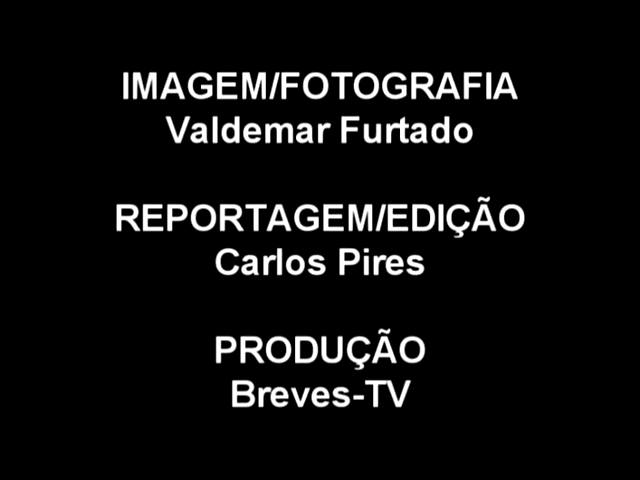 IMAGEM/FOTOGRAFIA
Valdemar Furtado
REPORTAGEM/EDIÇÃO
Carlos Pires
PRODUÇÃO
Breves-TV